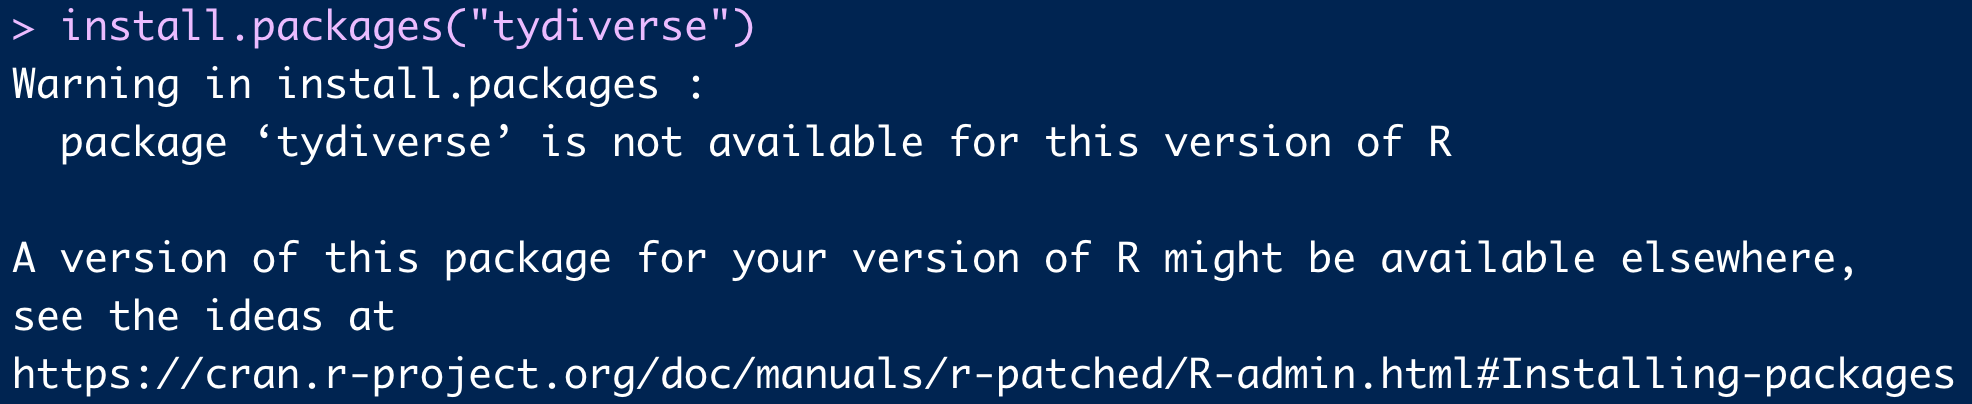 > install.packages("tydiverse")
Warning in install.packages :
  package ‘tydiverse’ is not available for this version of R

A version of this package for your version of R might be available elsewhere,
see the ideas at
https://cran.r-project.org/doc/manuals/r-patched/R-admin.html#Installing-packages